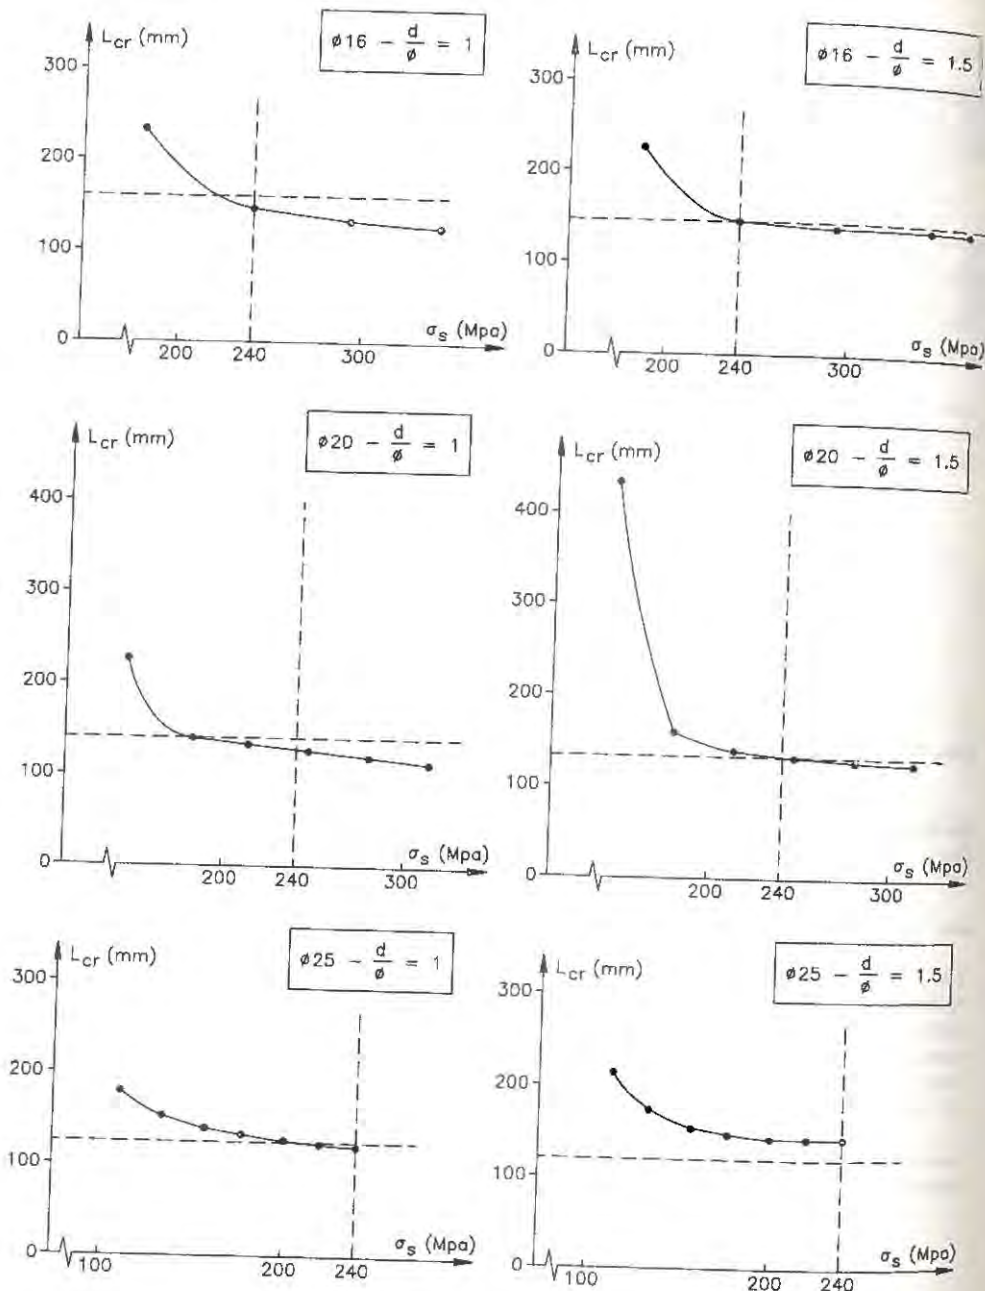 L_cr (mm)
ø16 – d/ø = 1
300
200
100
0
200
240
300
σ_s (Mpa)
L_cr (mm)
ø16 – d/ø = 1.5
300
200
100
0
200
240
300
σ_s (Mpa)
L_cr (mm)
ø20 – d/ø = 1
400
300
200
100
0
200
240
300
σ_s (Mpa)
L_cr (mm)
ø20 – d/ø = 1.5
400
300
200
100
0
200
240
300
σ_s (Mpa)
L_cr (mm)
ø25 – d/ø = 1
300
200
100
0
100
200
240
σ_s (Mpa)
L_cr (mm)
ø25 – d/ø = 1.5
300
200
100
0
100
200
240
σ_s (Mpa)